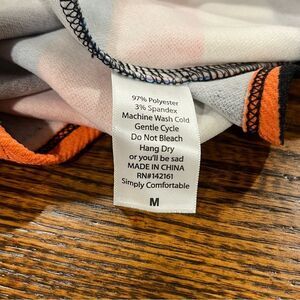 97% Polyester
3% Spandex
Machine Wash Cold
Gentle Cycle
Do Not Bleach
Hang Dry
or you'll be sad
MADE IN CHINA
RN#142161
Simply Comfortable
M